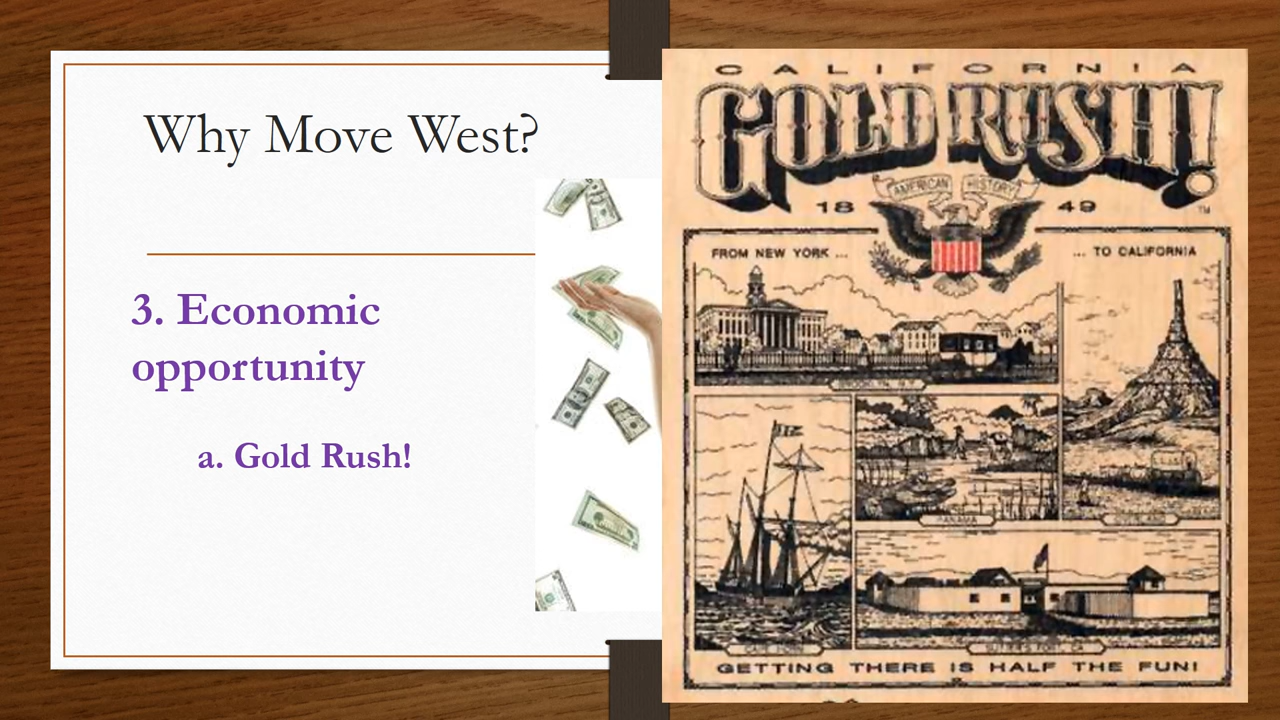 Why Move West?
3. Economic
opportunity
a. Gold Rush!
CALIFORNIA
GOLD RUSH!
AMERICAN HISTORY
18 49
TM
FROM NEW YORK ...
... TO CALIFORNIA
BROOKLYN, N.Y.
PANAMA
GETTING THERE IS HALF THE FUN!